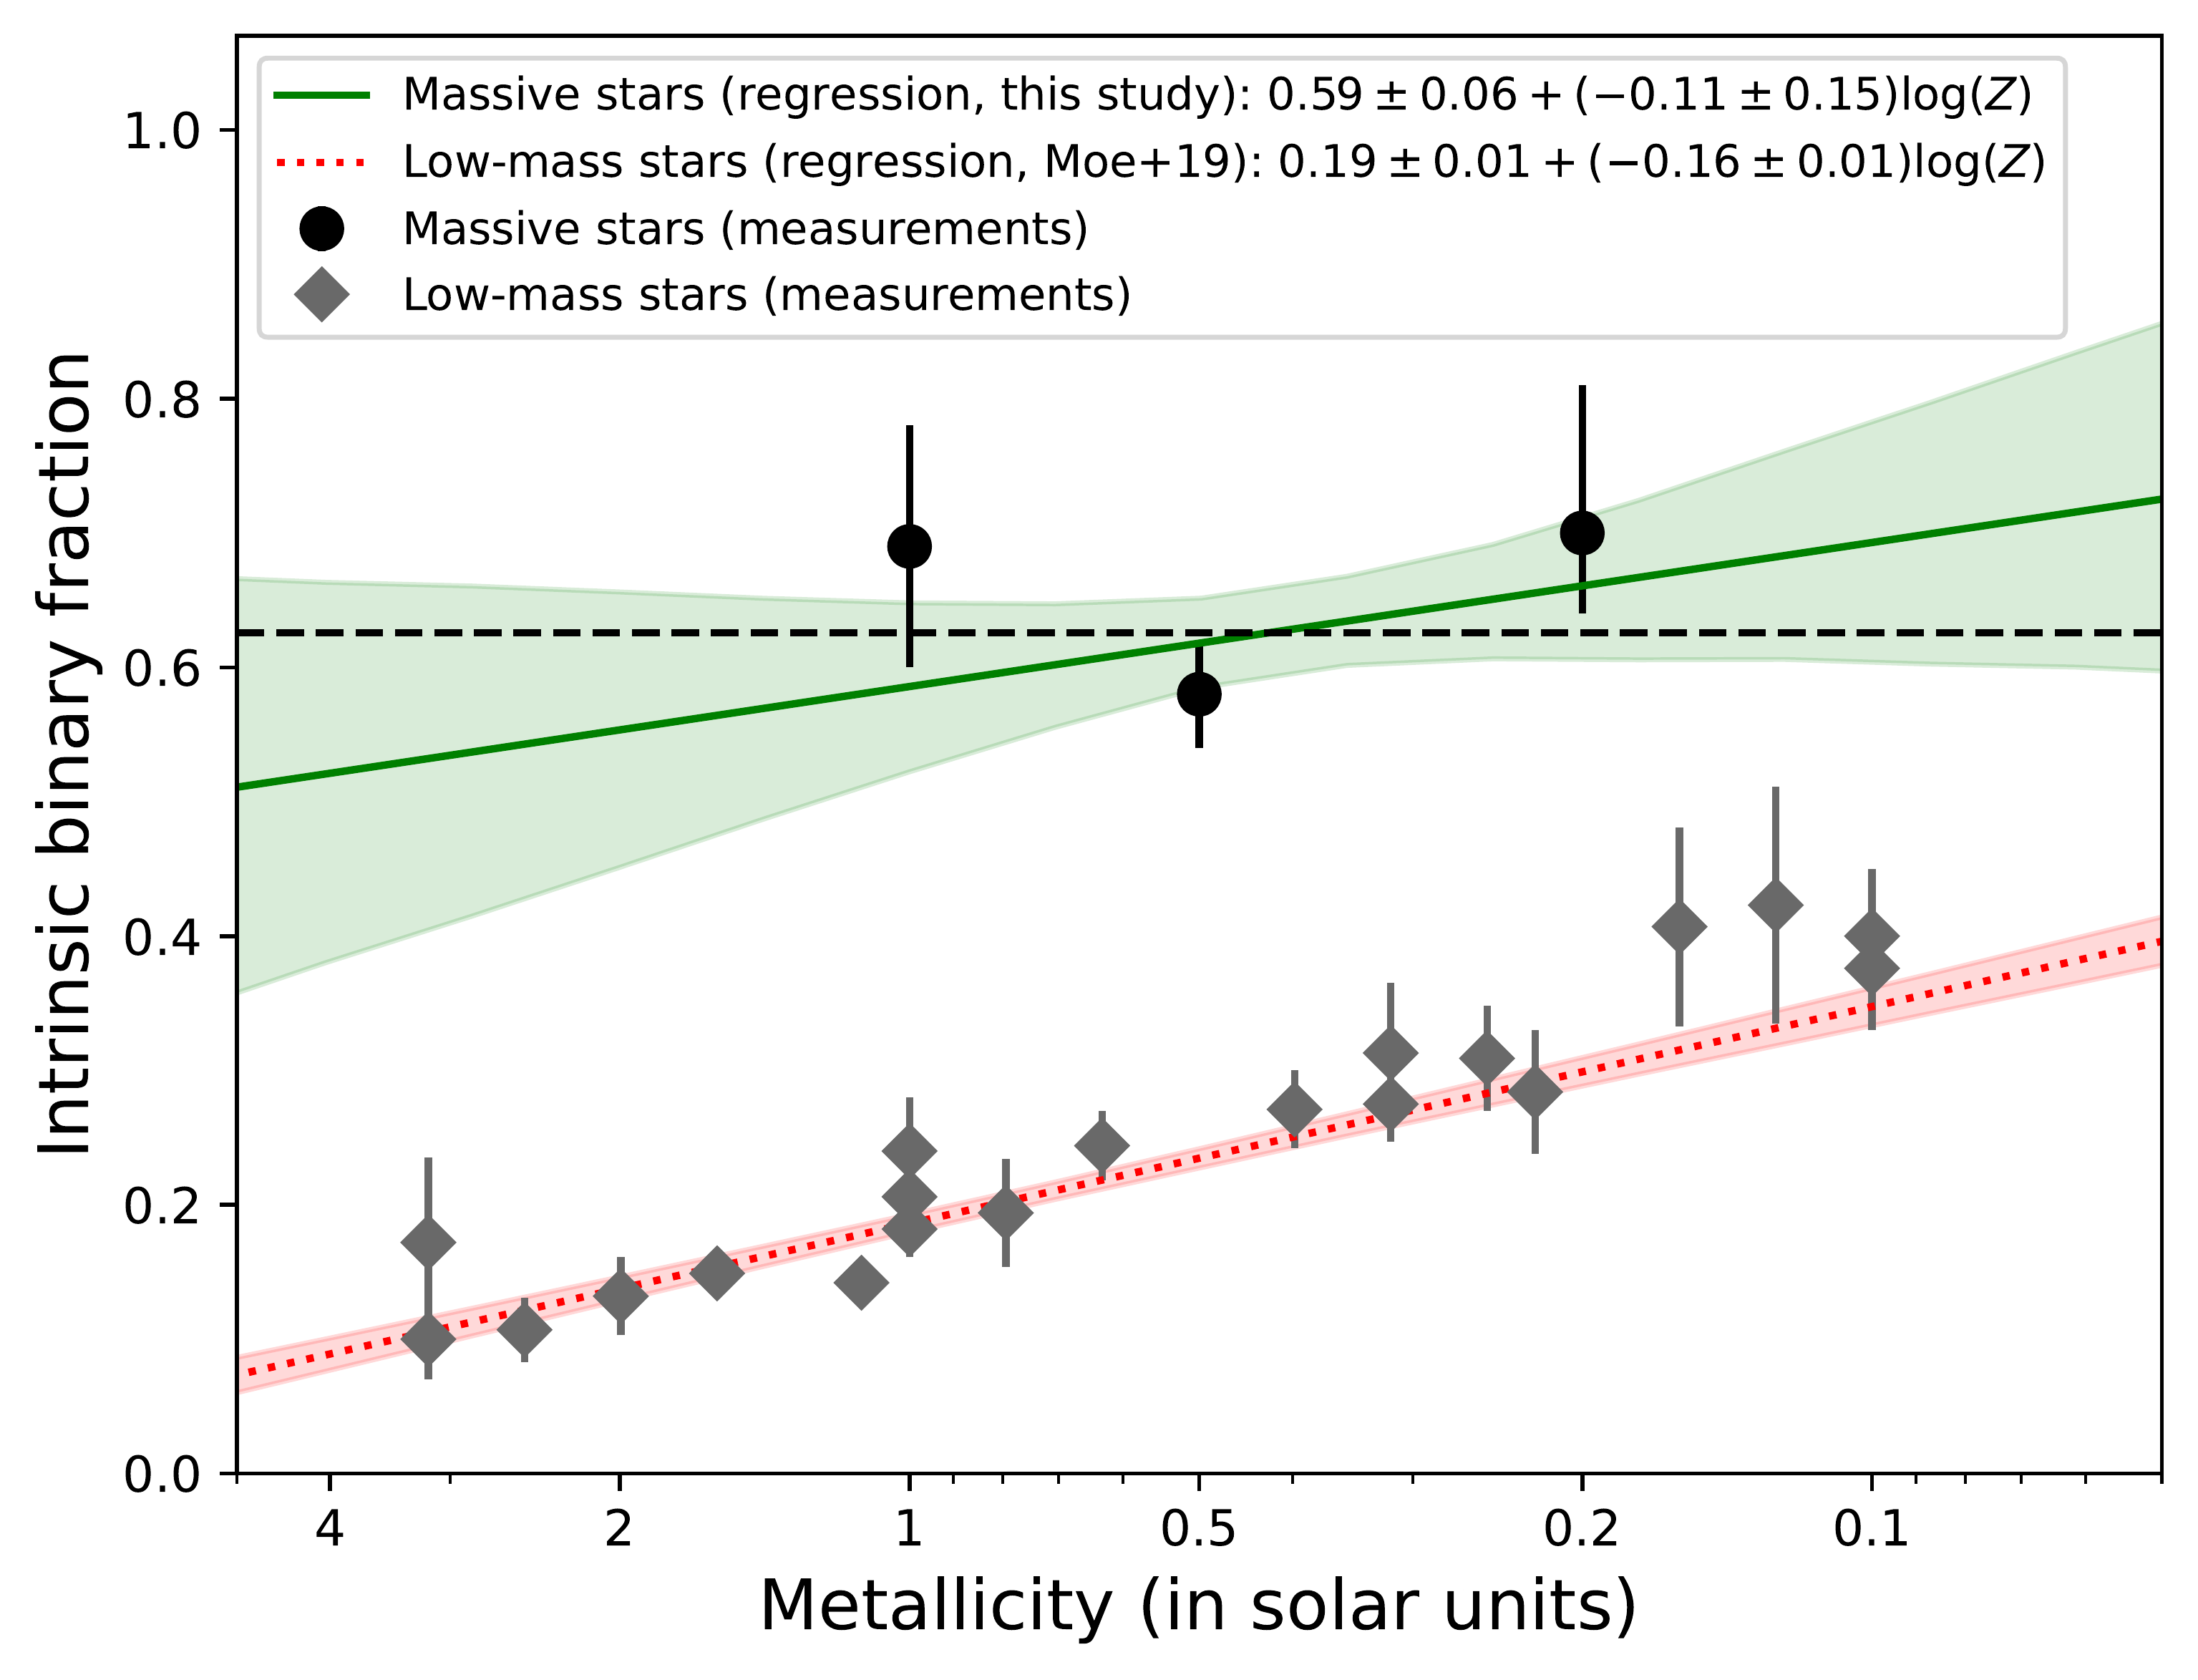 Massive stars (regression, this study): 0.59 ± 0.06 + (−0.11 ± 0.15)log(Z)
Low-mass stars (regression, Moe+19): 0.19 ± 0.01 + (−0.16 ± 0.01)log(Z)
Massive stars (measurements)
Low-mass stars (measurements)
Intrinsic binary fraction
1.0
0.8
0.6
0.4
0.2
0.0
4 2 1 0.5 0.2 0.1
Metallicity (in solar units)